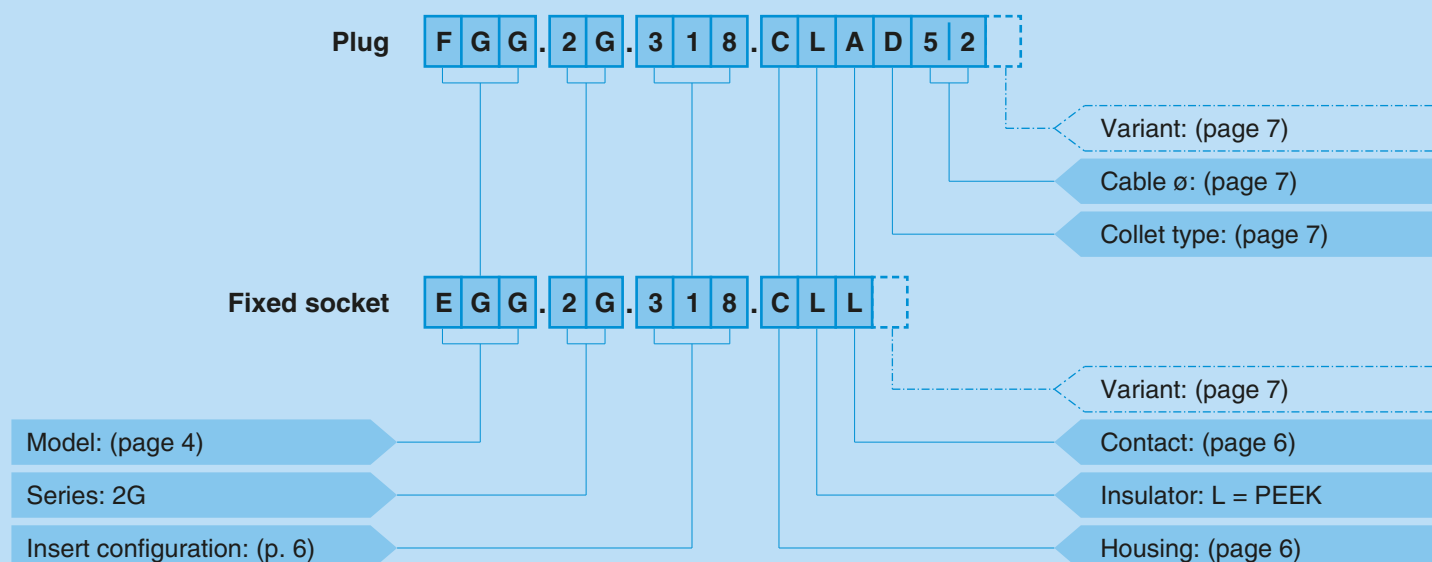 Plug FGG.2G.318.CLAD52
Variant: (page 7)
Cable ø: (page 7)
Collet type: (page 7)
Fixed socket EGG.2G.318.CLL
Variant: (page 7)
Model: (page 4)
Contact: (page 6)
Series: 2G
Insulator: L = PEEK
Insert configuration: (p. 6)
Housing: (page 6)